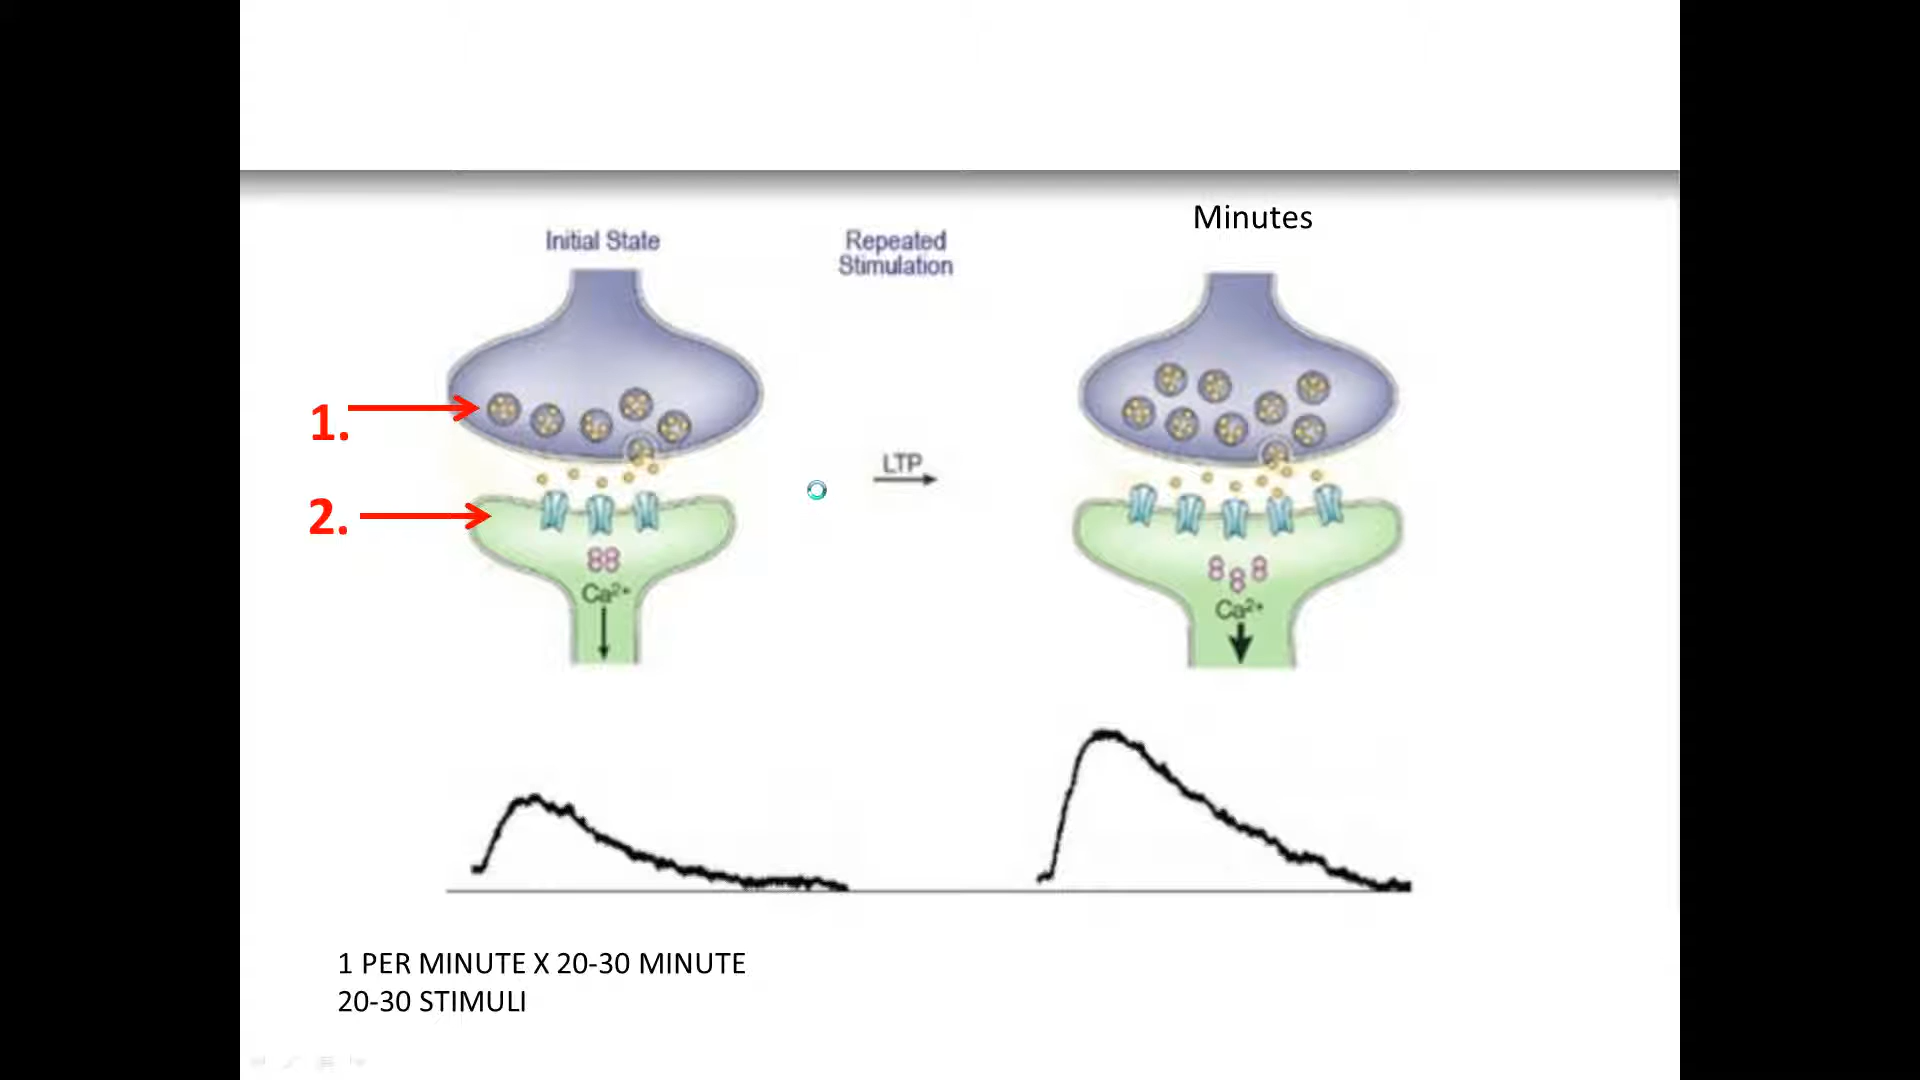 Minutes
Initial State
Repeated
Stimulation
1.
LTP
2.
Ca²⁺
Ca²⁺
1 PER MINUTE X 20-30 MINUTE
20-30 STIMULI